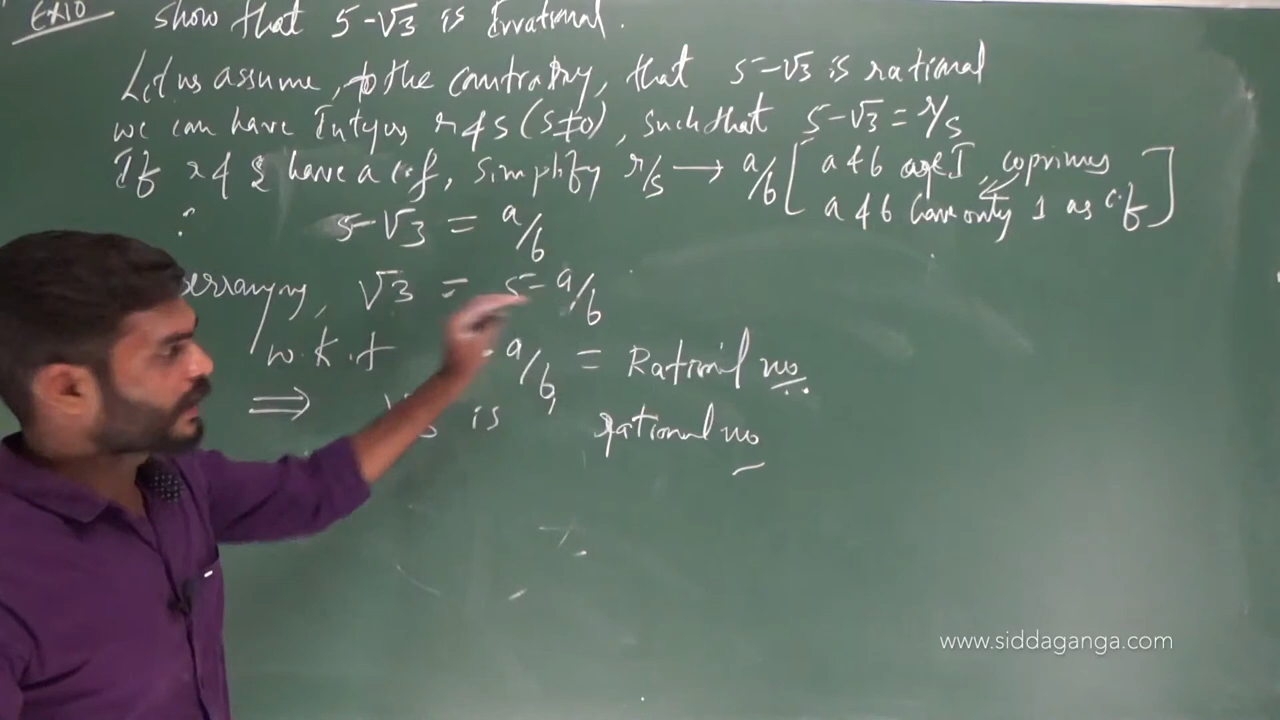 Ex10 show that 5-√3 is Irrational.
Let us assume, to the contratry, that 5-√3 is rational
we can have Integers r & s (s≠0), such that 5-√3 = r/s
If r & s have a c.f, simplify r/s → a/b [ a & b are I, coprimes
a & b have only 1 as c.f ]
∴ 5-√3 = a/b
√3 = 5-a/b
w.k.t - a/b = Rational no
⇒ is rational no
www.siddaganga.com